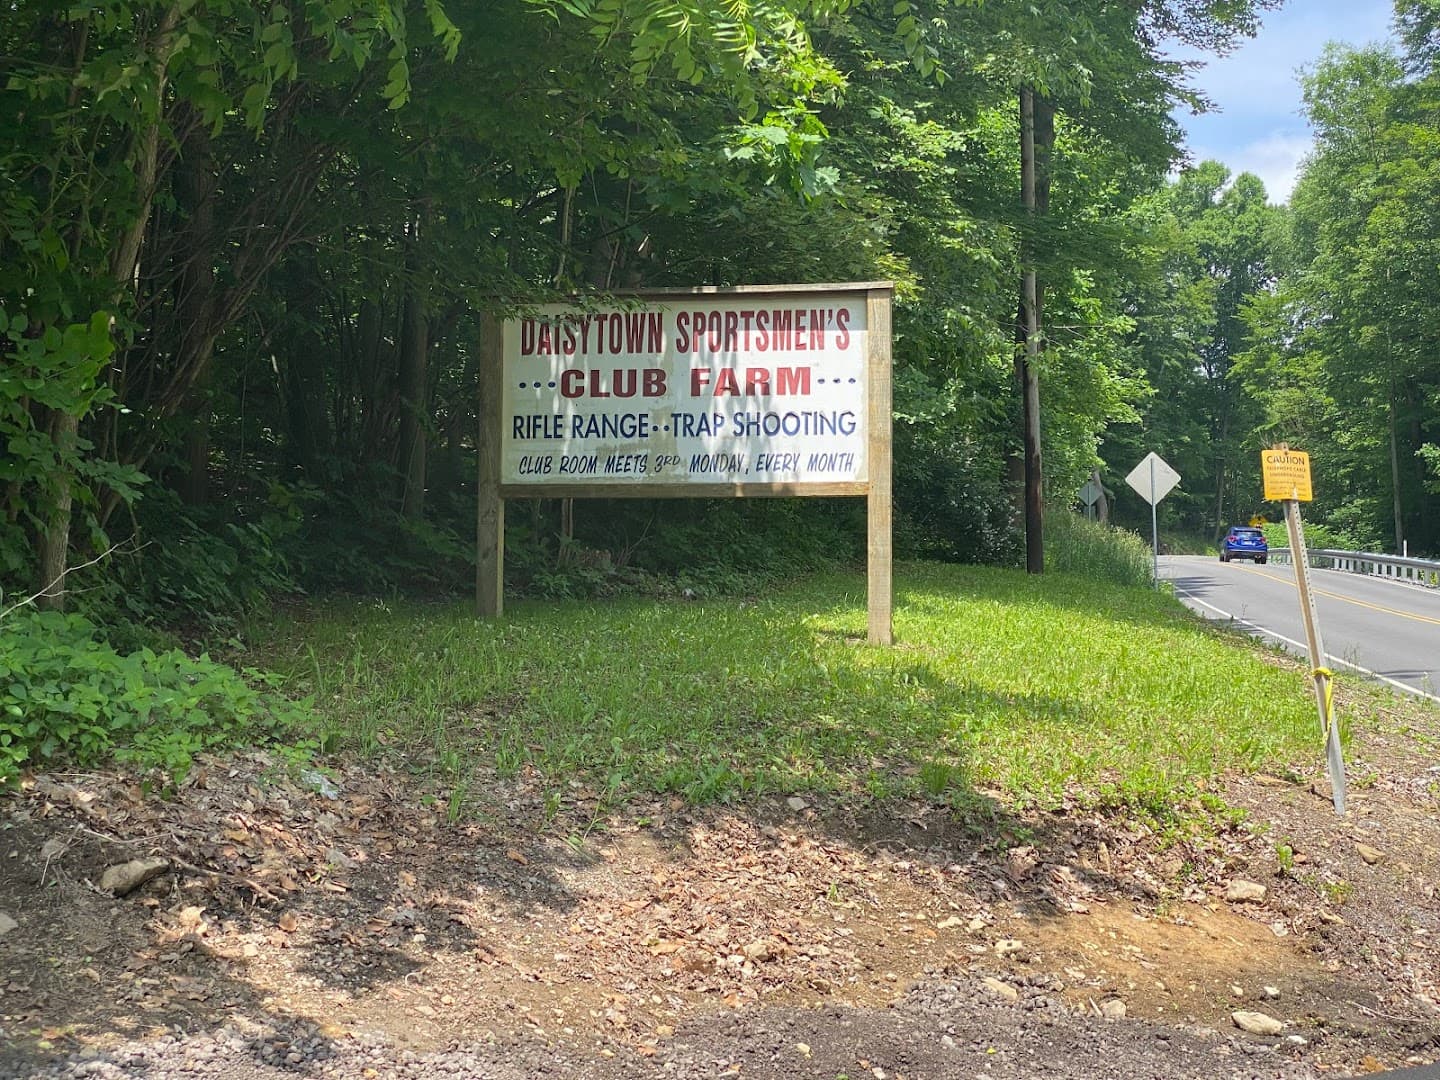 DAISYTOWN SPORTSMEN'S
•••CLUB FARM•••
RIFLE RANGE••TRAP SHOOTING
CLUB ROOM MEETS 3RD MONDAY, EVERY MONTH
CAUTION